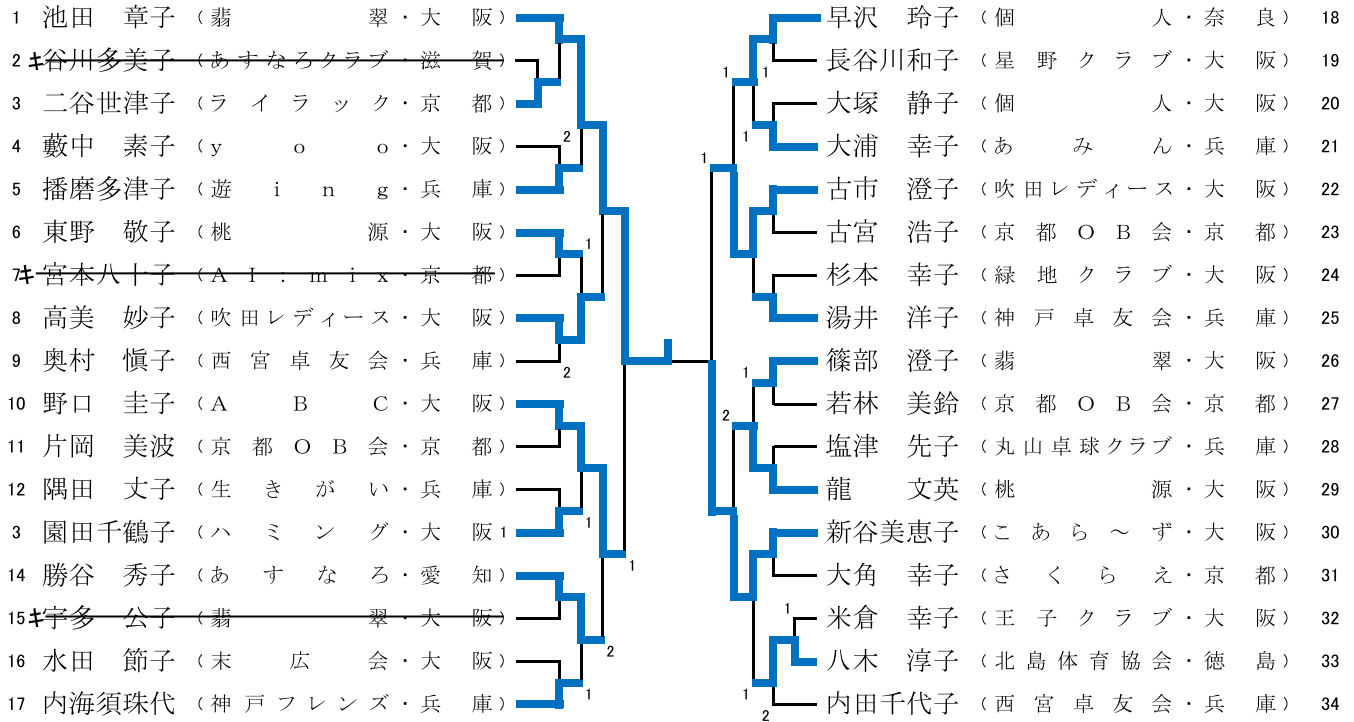 1 池田 章子 (翡 翠・大 阪)
2 キ 谷川多美子 (あすなろクラブ・滋 賀)
3 二谷世津子 (ライラック・京 都)
4 藪中 素子 (y o o・大 阪)
5 播磨多津子 (遊 i n g・兵 庫)
6 東野 敬子 (桃 源・大 阪)
7 キ 宮本八十子 (A I : m i x・京 都)
8 高美 妙子 (吹田レディース・大 阪)
9 奥村 愼子 (西 宮 卓 友 会・兵 庫)
10 野口 圭子 (A B C・大 阪)
11 片岡 美波 (京 都 O B 会・京 都)
12 隅田 丈子 (生 き が い・兵 庫)
3 園田千鶴子 (ハ ミ ン グ・大 阪 1
14 勝谷 秀子 (あ す な ろ・愛 知)
15 キ 宇多 公子 (翡 翠・大 阪)
16 水田 節子 (末 広 会・大 阪)
17 内海須珠代 (神戸フレンズ・兵 庫)
2
1
2
1
1
2
1
早沢 玲子 (個 人・奈 良) 18
長谷川和子 (星 野 ク ラ ブ・大 阪) 19
大塚 静子 (個 人・大 阪) 20
大浦 幸子 (あ み ん・兵 庫) 21
古市 澄子 (吹田レディース・大 阪) 22
古宮 浩子 (京 都 O B 会・京 都) 23
杉本 幸子 (緑 地 ク ラ ブ・大 阪) 24
湯井 洋子 (神 戸 卓 友 会・兵 庫) 25
篠部 澄子 (翡 翠・大 阪) 26
若林 美鈴 (京 都 O B 会・京 都) 27
塩津 先子 (丸山卓球クラブ・兵 庫) 28
龍 文英 (桃 源・大 阪) 29
新谷美恵子 (こ あ ら ～ ず・大 阪) 30
大角 幸子 (さ く ら え・京 都) 31
米倉 幸子 (王 子 ク ラ ブ・大 阪) 32
八木 淳子 (北島体育協会・徳 島) 33
内田千代子 (西 宮 卓 友 会・兵 庫) 34
1
1
1
1
1
2
1
1
2